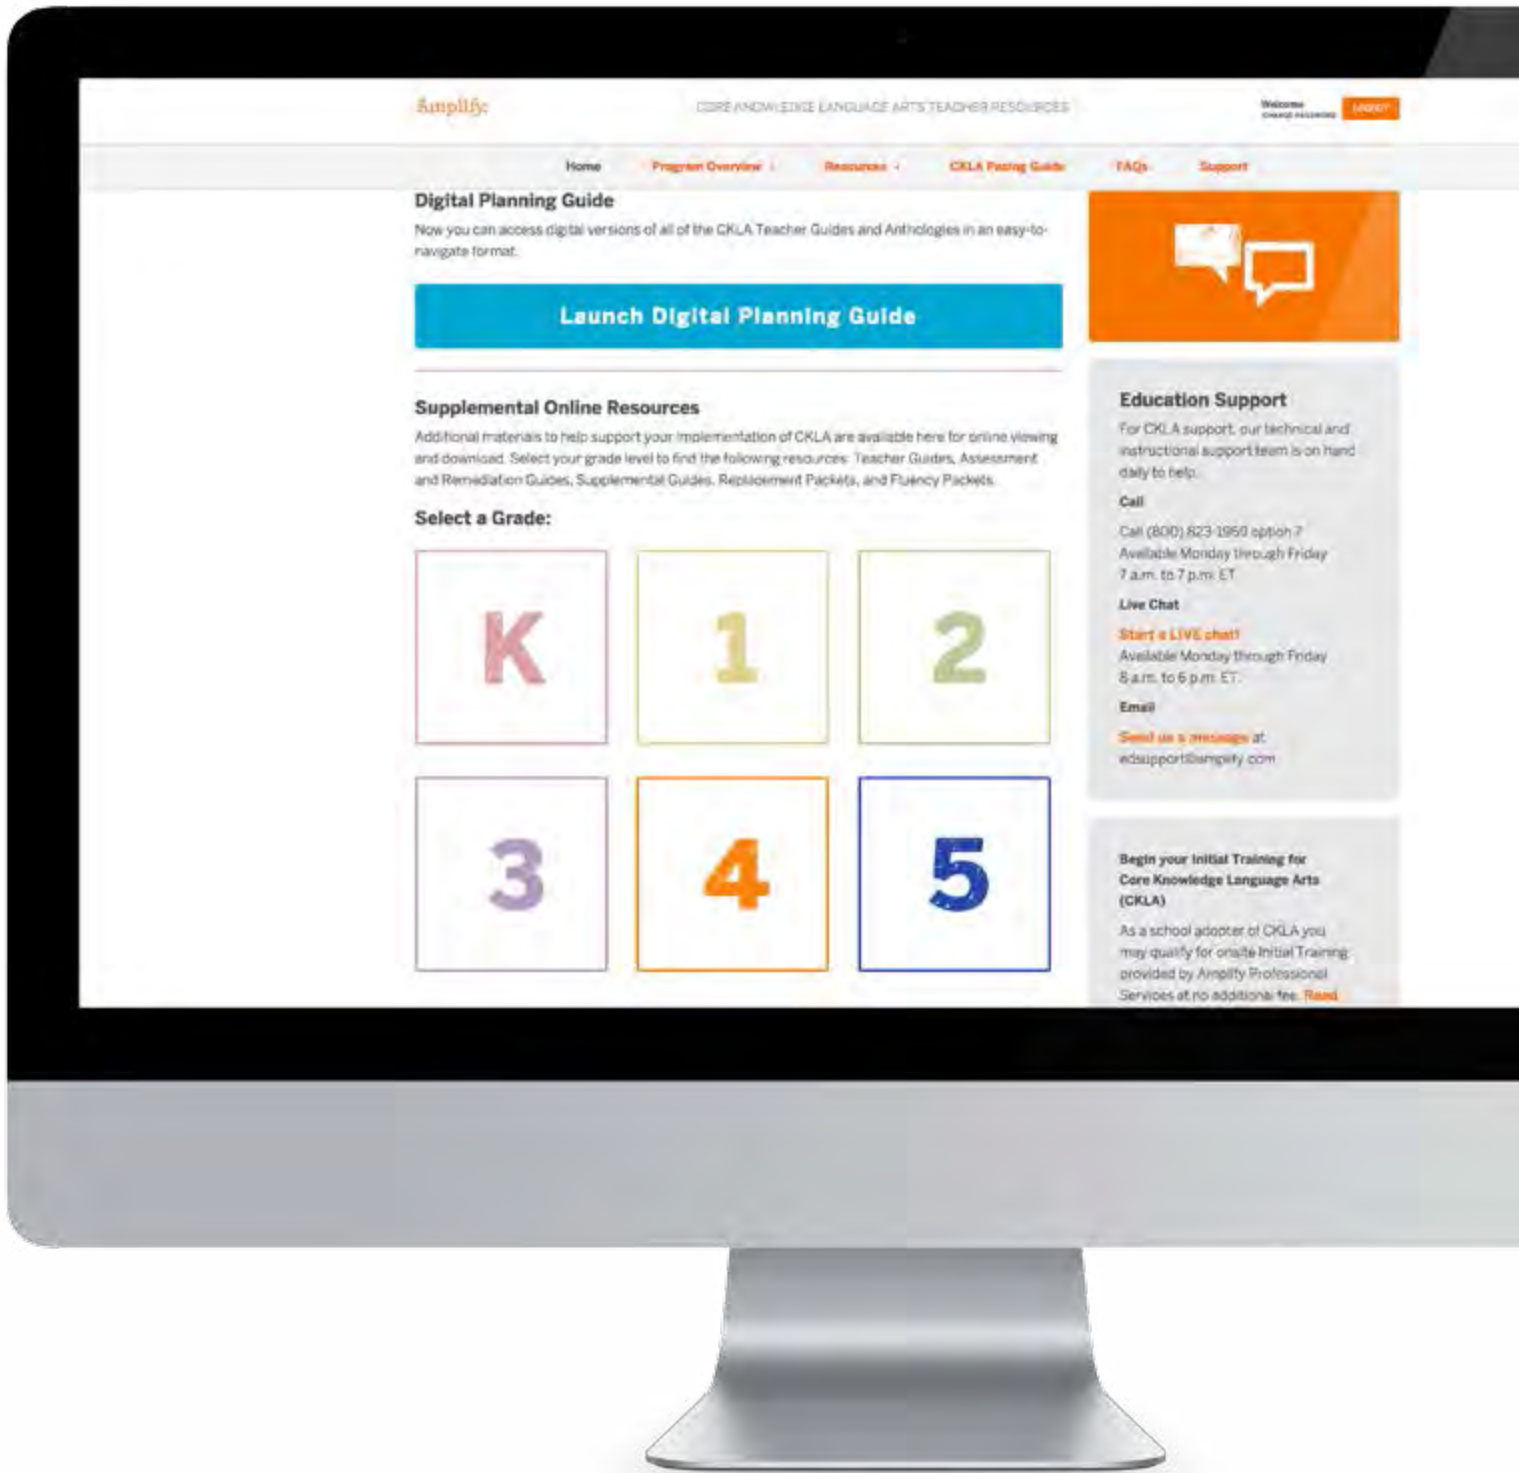 Amplify.
CORE KNOWLEDGE LANGUAGE ARTS TEACHER RESOURCES
Welcome
CHANGE PASSWORD
LOGOUT
Home
Program Overview
Resources
CKLA Pacing Guide
FAQs
Support
Digital Planning Guide
Now you can access digital versions of all of the CKLA Teacher Guides and Anthologies in an easy-to-
navigate format.
Launch Digital Planning Guide
Supplemental Online Resources
Additional materials to help support your implementation of CKLA are available here for online viewing
and download. Select your grade level to find the following resources: Teacher Guides, Assessment
and Remediation Guides, Supplemental Guides, Replacement Packets, and Fluency Packets.
Select a Grade:
K
1
2
3
4
5
Education Support
For CKLA support, our technical and
instructional support team is on hand
daily to help.
Call
Call (800) 823-1969 option 7
Available Monday through Friday
7 a.m. to 7 p.m. ET
Live Chat
Start a LIVE chat!
Available Monday through Friday
8 a.m. to 6 p.m. ET.
Email
Send us a message at
edsupport@amplify.com
Begin your Initial Training for
Core Knowledge Language Arts
(CKLA)
As a school adopter of CKLA you
may qualify for onsite Initial Training
provided by Amplify Professional
Services at no additional fee. Read